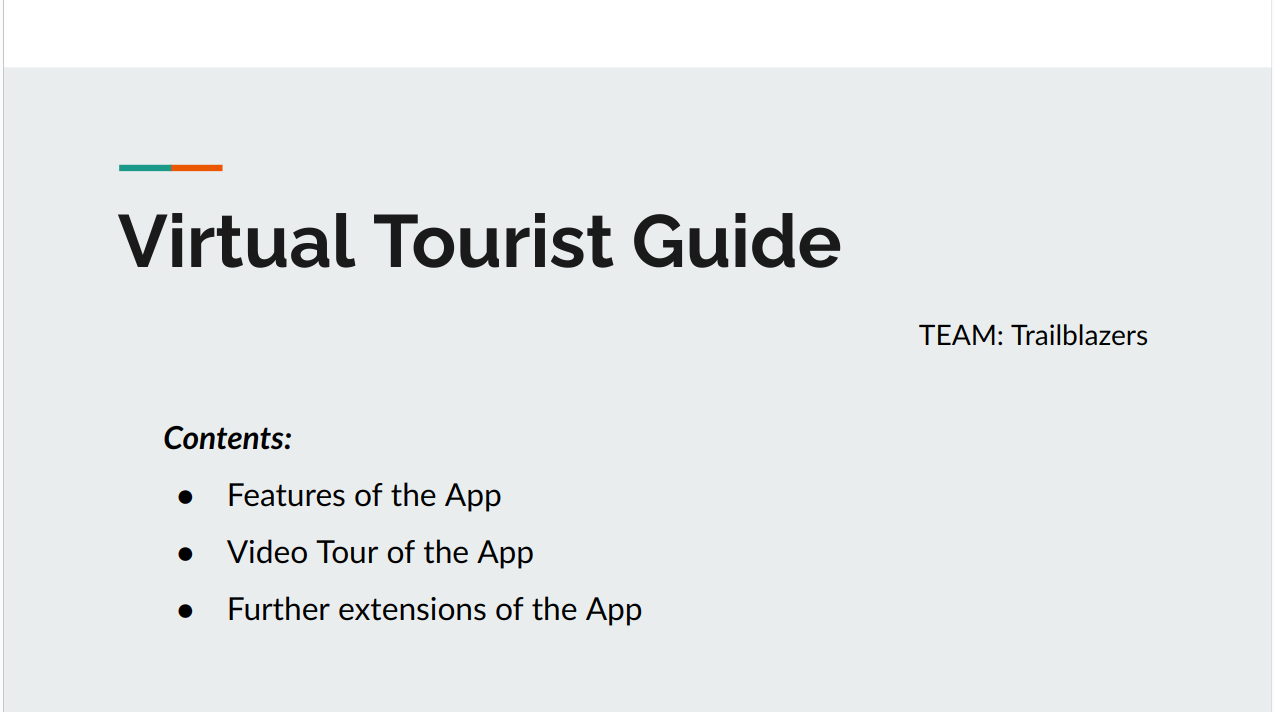 Virtual Tourist Guide
TEAM: Trailblazers
Contents:
● Features of the App
● Video Tour of the App
● Further extensions of the App